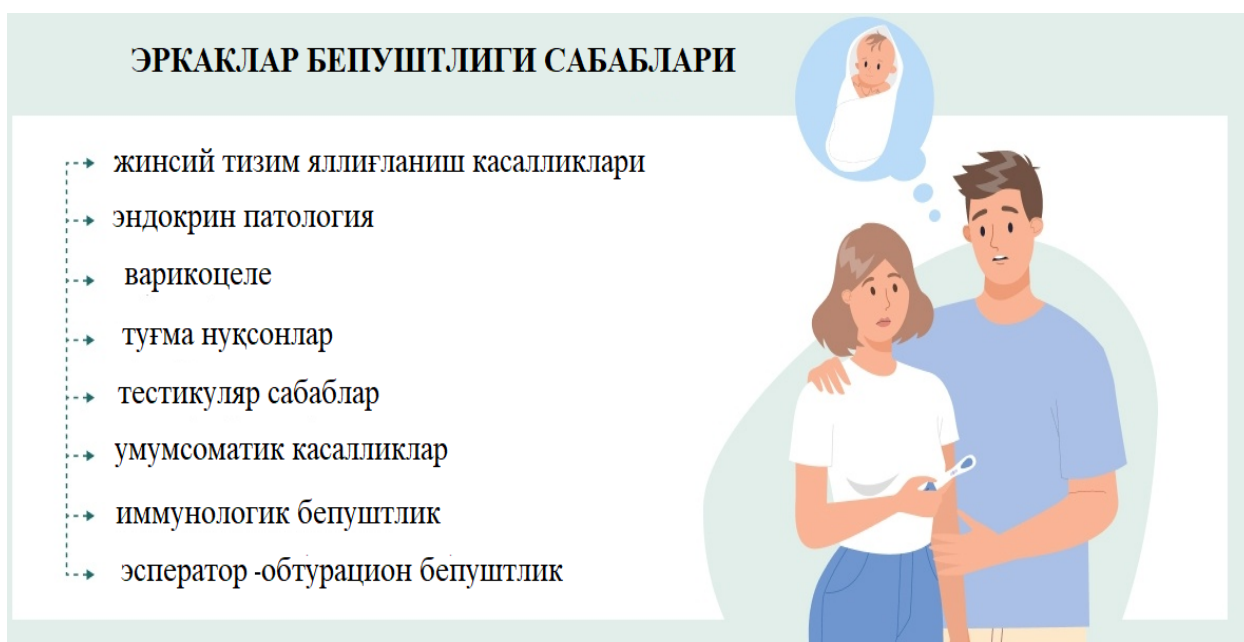 ЭРКАКЛАР БЕПУШТЛИГИ САБАБЛАРИ
жинсий тизим яллиғланиш касалликлари
эндокрин патология
варикоцеле
туғма нуқсонлар
тестикуляр сабаблар
умумсоматик касалликлар
иммунологик бепуштлик
эсператор -обтурацион бепуштлик